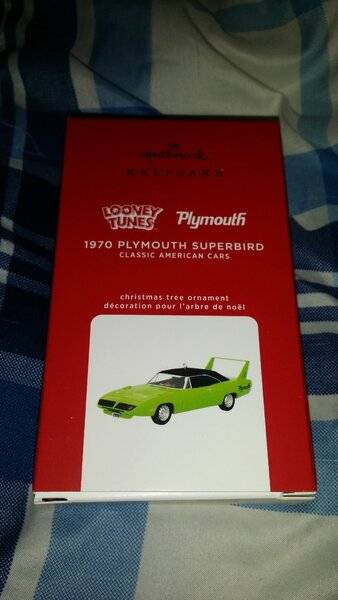 Hallmark
KEEPSAKE
LOONEY TUNES Plymouth
1970 PLYMOUTH SUPERBIRD
CLASSIC AMERICAN CARS
christmas tree ornament
décoration pour l'arbre de noël
Plymouth